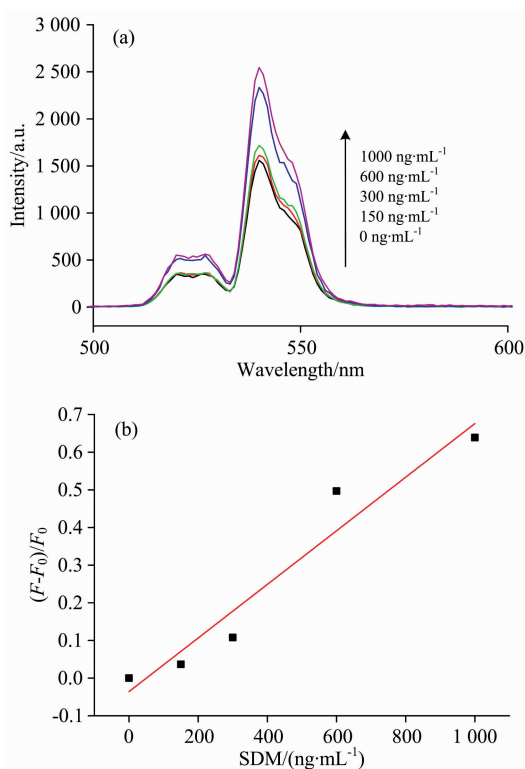 (a)
3 000
2 500
2 000
1 500
1 000
500
0
Intensity/a.u.
1000 ng·mL⁻¹
600 ng·mL⁻¹
300 ng·mL⁻¹
150 ng·mL⁻¹
0 ng·mL⁻¹
500 550 600
Wavelength/nm
(b)
0.7
0.6
0.5
0.4
0.3
0.2
0.1
0.0
-0.1
(F-F₀)/F₀
0 200 400 600 800 1 000
SDM/(ng·mL⁻¹)